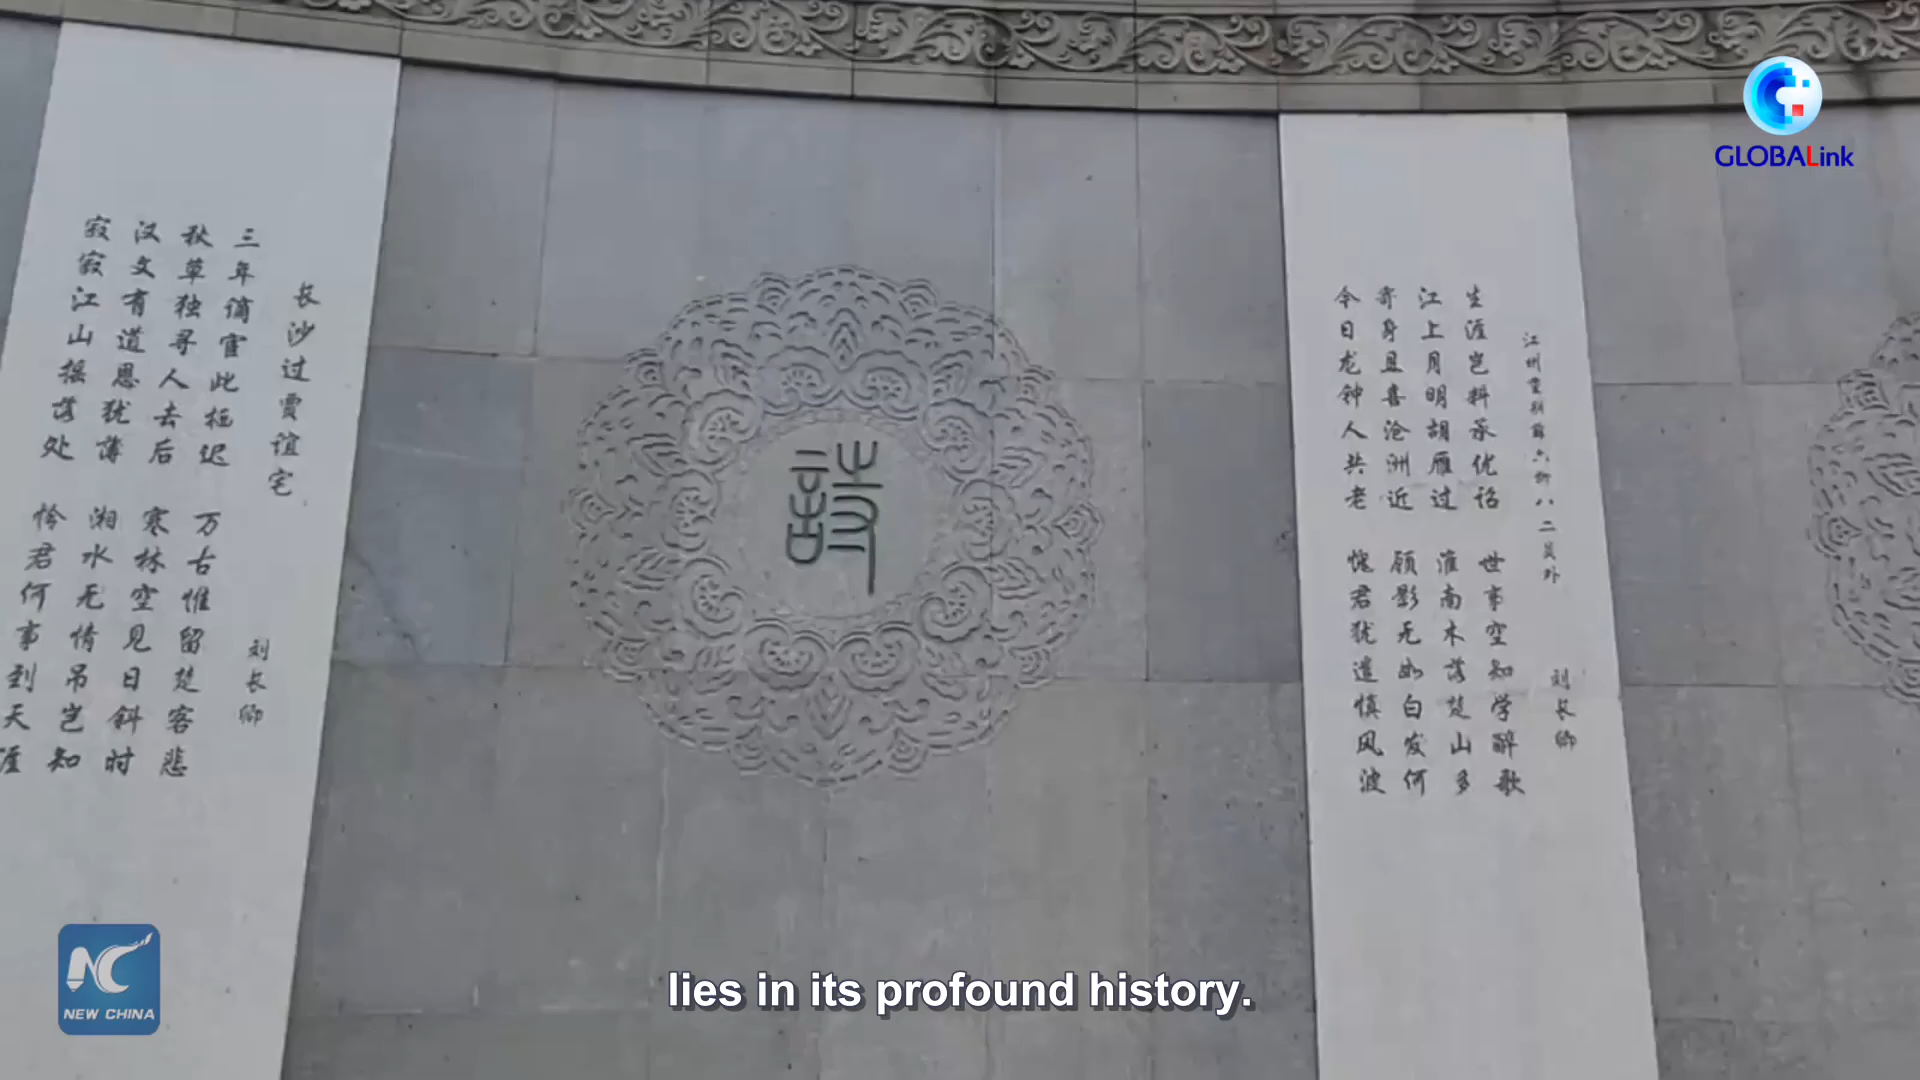 GLOBALink
长沙过贾谊宅
刘长卿
三年谪宦此栖迟 万古惟留楚客悲
秋草独寻人去后 寒林空见日斜时
汉文有道恩犹薄 湘水无情吊岂知
寂寂江山摇落处 怜君何事到天涯
詩
江州重别薛六柳八二员外
刘长卿
生涯岂料承优诏 世事空知学醉歌
江上月明胡雁过 淮南木落楚山多
寄身且喜沧洲近 顾影无如白发何
今日龙钟人共老 愧君犹遣慎风波
lies in its profound history.
NEW CHINA